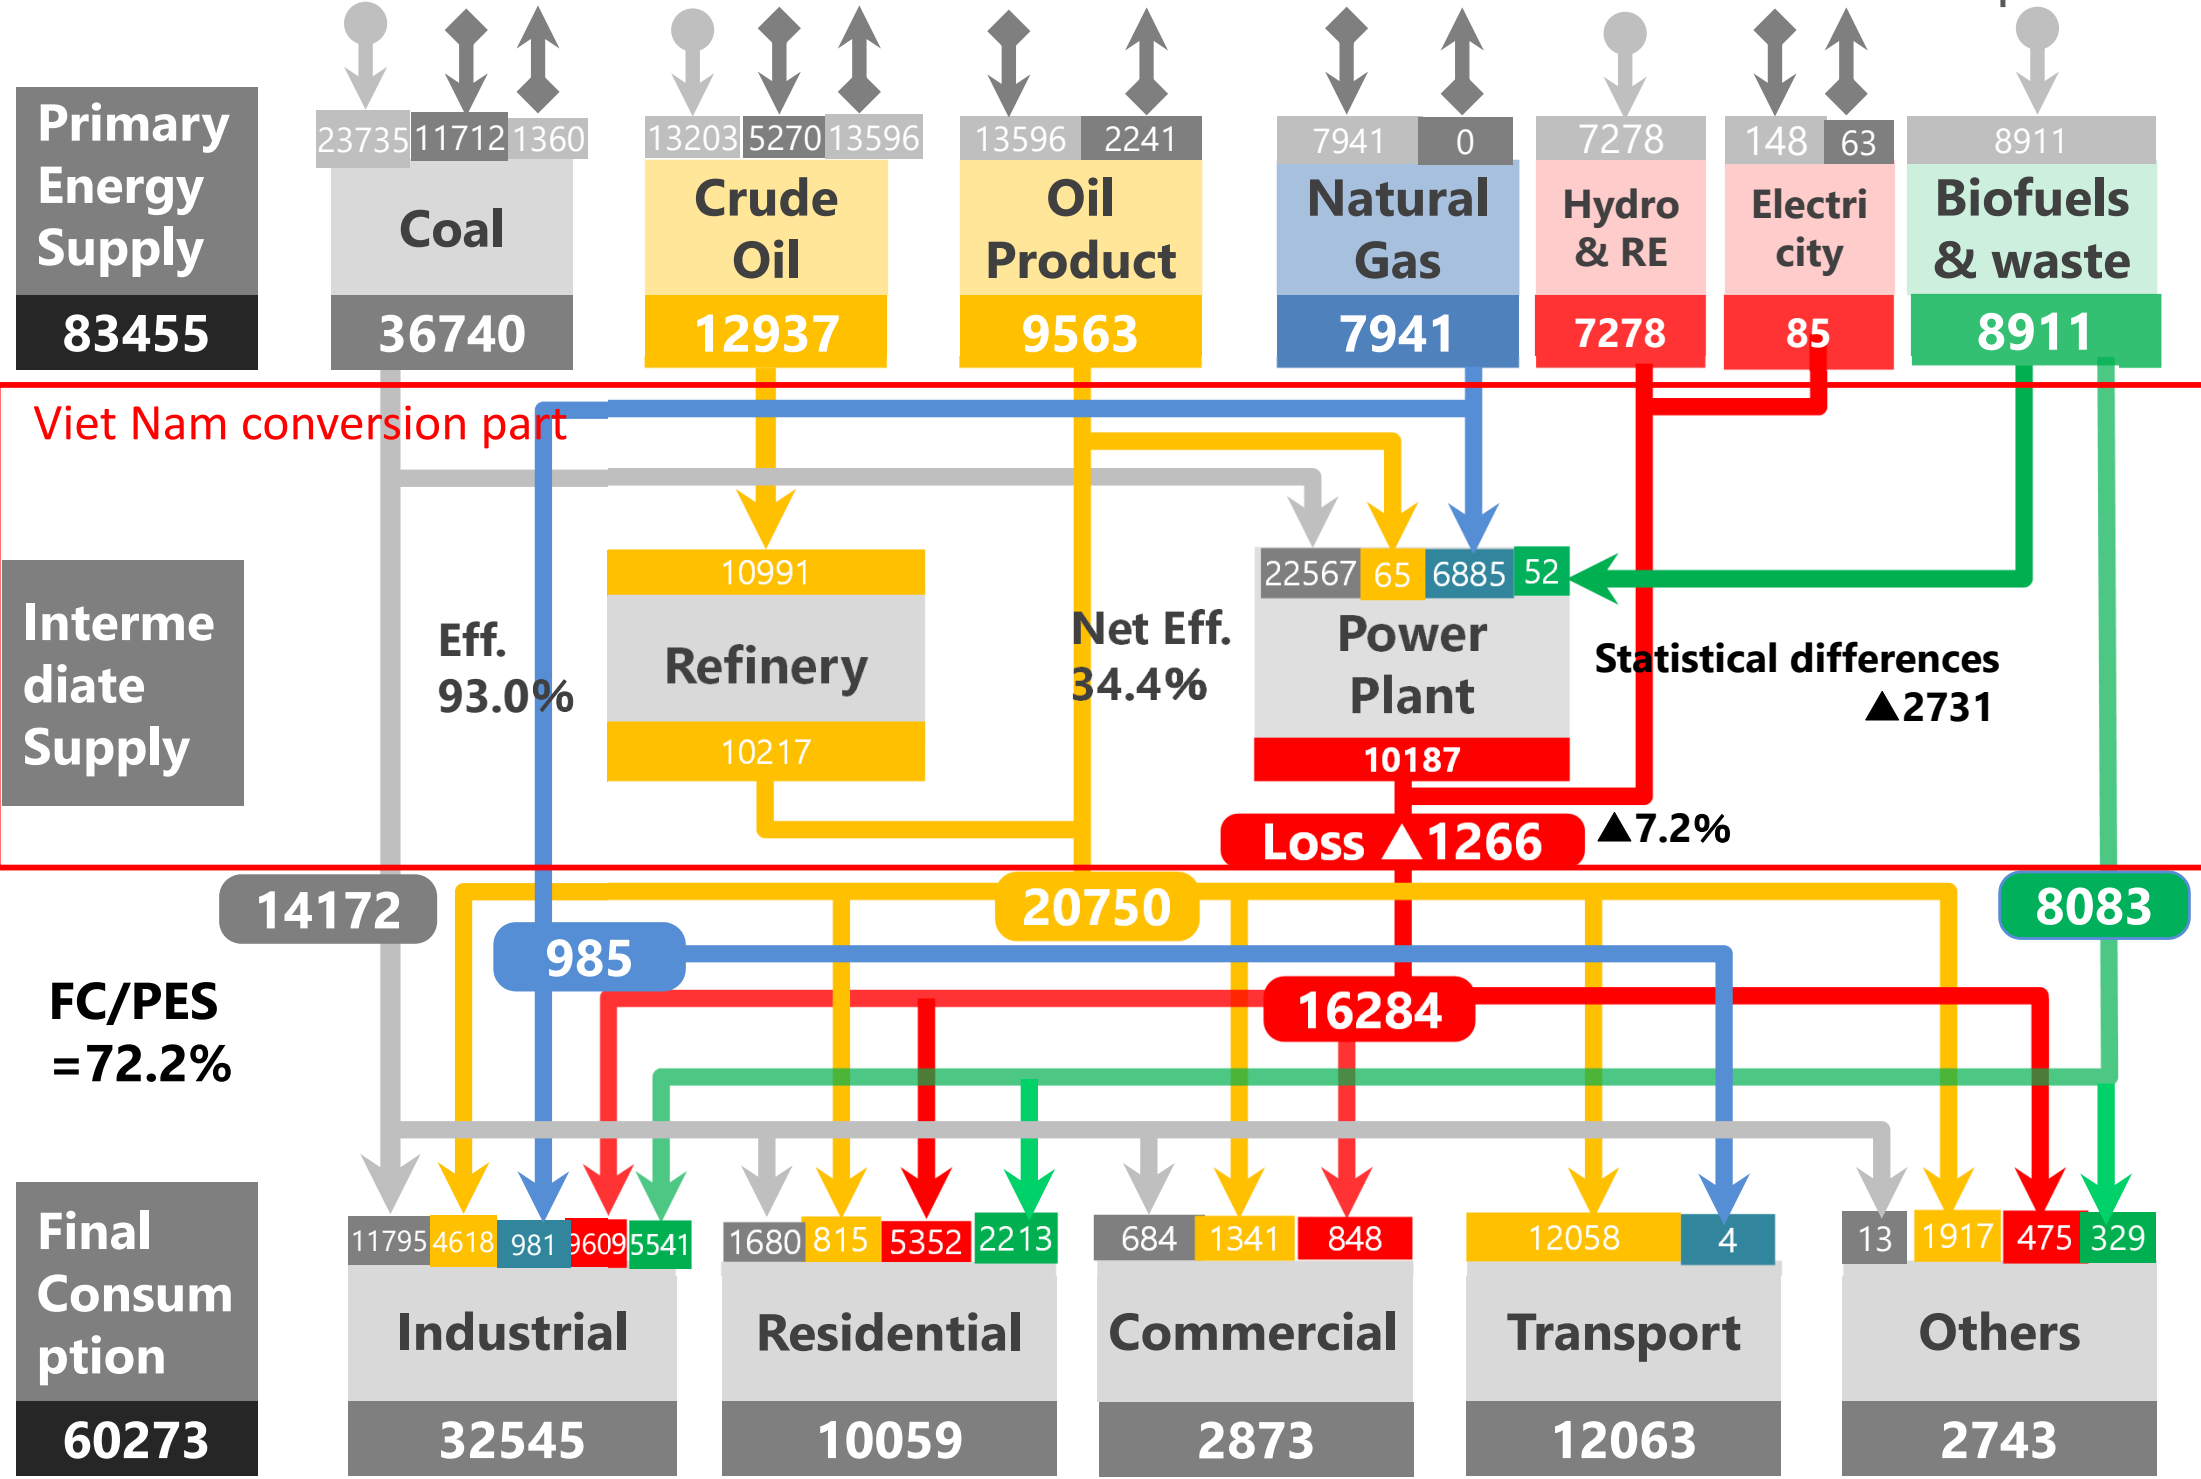 Primary
Energy
Supply
83455
23735 11712 1360
Coal
36740
13203 5270 13596
Crude
Oil
12937
13596 2241
Oil
Product
9563
7941 0
Natural
Gas
7941
7278
Hydro
& RE
7278
148 63
Electri
city
85
8911
Biofuels
& waste
8911
Viet Nam conversion part
Interme
diate
Supply
Eff.
93.0%
10991
Refinery
10217
Net Eff.
34.4%
22567 65 6885 52
Power
Plant
10187
Statistical differences
▲2731
Loss ▲1266
▲7.2%
14172
985
20750
16284
8083
FC/PES
=72.2%
Final
Consum
ption
60273
11795 4618 981 9609 5541
Industrial
32545
1680 815 5352 2213
Residential
10059
684 1341 848
Commercial
2873
12058 4
Transport
12063
13 1917 475 329
Others
2743